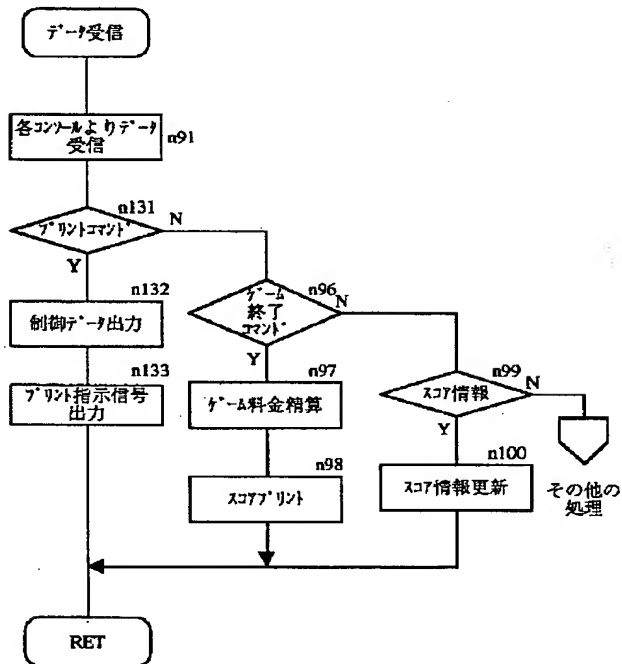 データ受信
各コンソールよりデータ
受信
n91
n131
プリントコマンド
N
Y
n132
制御データ出力
n133
プリント指示信号
出力
n96
ゲーム
終了
コマンド
N
Y
n97
ゲーム料金精算
n98
スコアプリント
n99
スコア情報
N
Y
n100
スコア情報更新
その他の
処理
RET